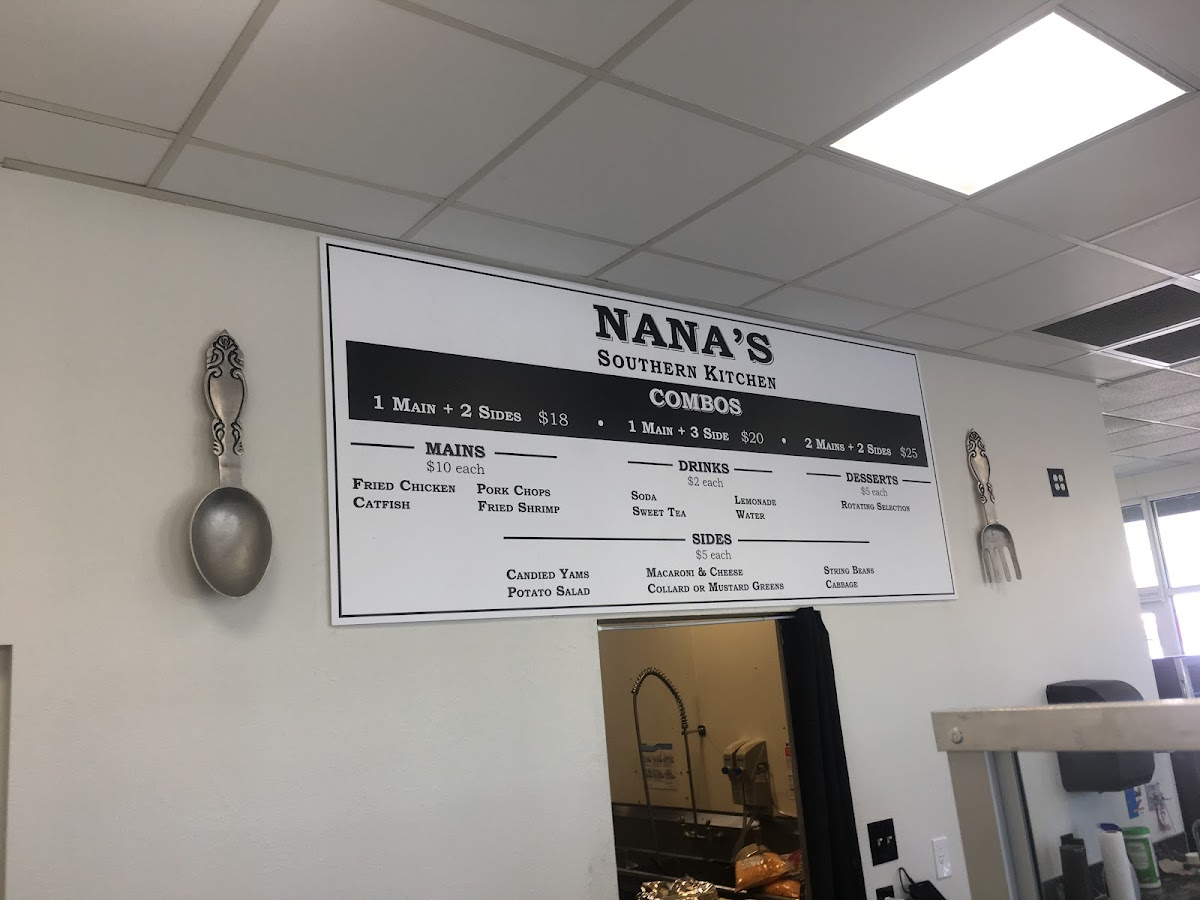 NANA'S
SOUTHERN KITCHEN
COMBOS
1 MAIN + 2 SIDES $18 • 1 MAIN + 3 SIDE $20 • 2 MAINS + 2 SIDES $25
MAINS
$10 each
FRIED CHICKEN PORK CHOPS
CATFISH FRIED SHRIMP
DRINKS
$2 each
SODA LEMONADE
SWEET TEA WATER
DESSERTS
$5 each
ROTATING SELECTION
SIDES
$5 each
CANDIED YAMS MACARONI & CHEESE STRING BEANS
POTATO SALAD COLLARD OR MUSTARD GREENS CABBAGE